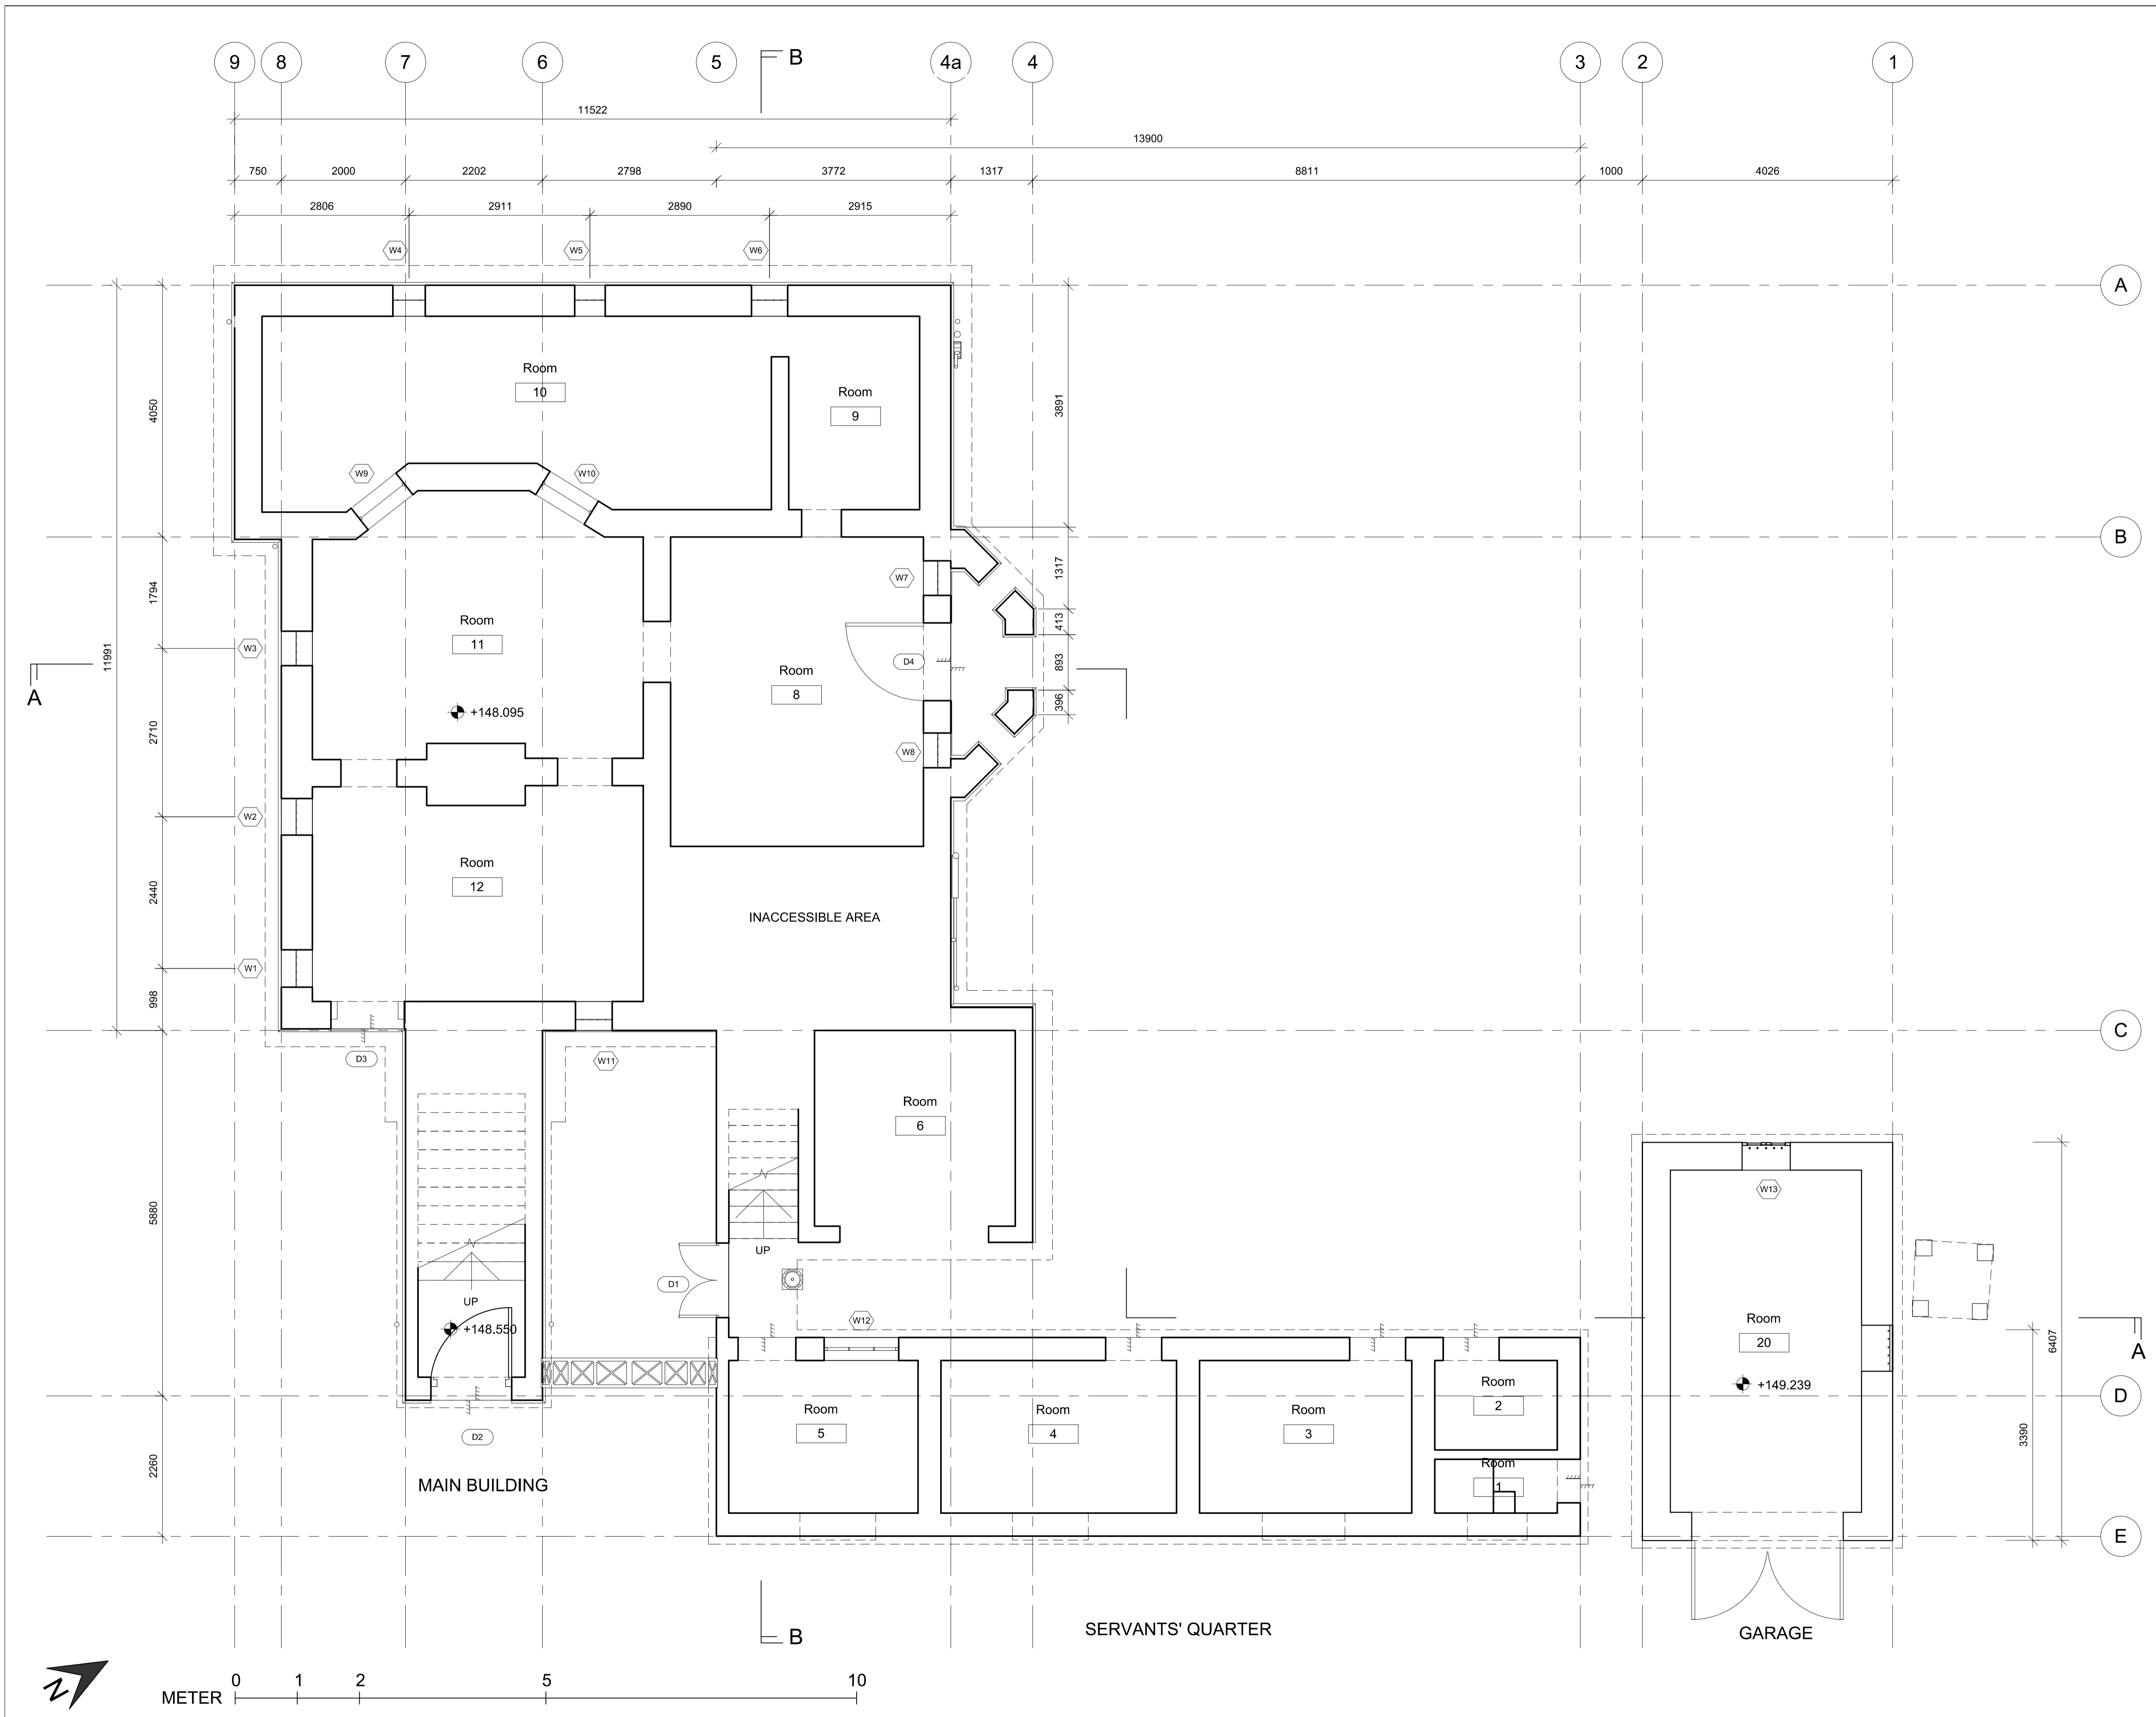 9 8 7 6 5 4a 4 3 2 1
B
11522
13900
750 2000 2202 2798 3772 1317 8811 1000 4026
2806 2911 2890 2915
W4 W5 W6
A
Room
10
Room
9
4050
3891
W9 W10
B
1794
1317
W7
413
Room
11
W3
11991
Room
8
D4
893
A
396
+148.095
2710
W8
W2
Room
12
2440
INACCESSIBLE AREA
W1
998
C
D3
W11
Room
6
W13
5880
UP
D1
UP
+148.550
W12
Room
20
6407
A
+149.239
Room
2
D
Room
5
Room
4
Room
3
D2
3390
2260
Room
1
MAIN BUILDING
E
B
SERVANTS' QUARTER
GARAGE
N
0 1 2 5 10
METER